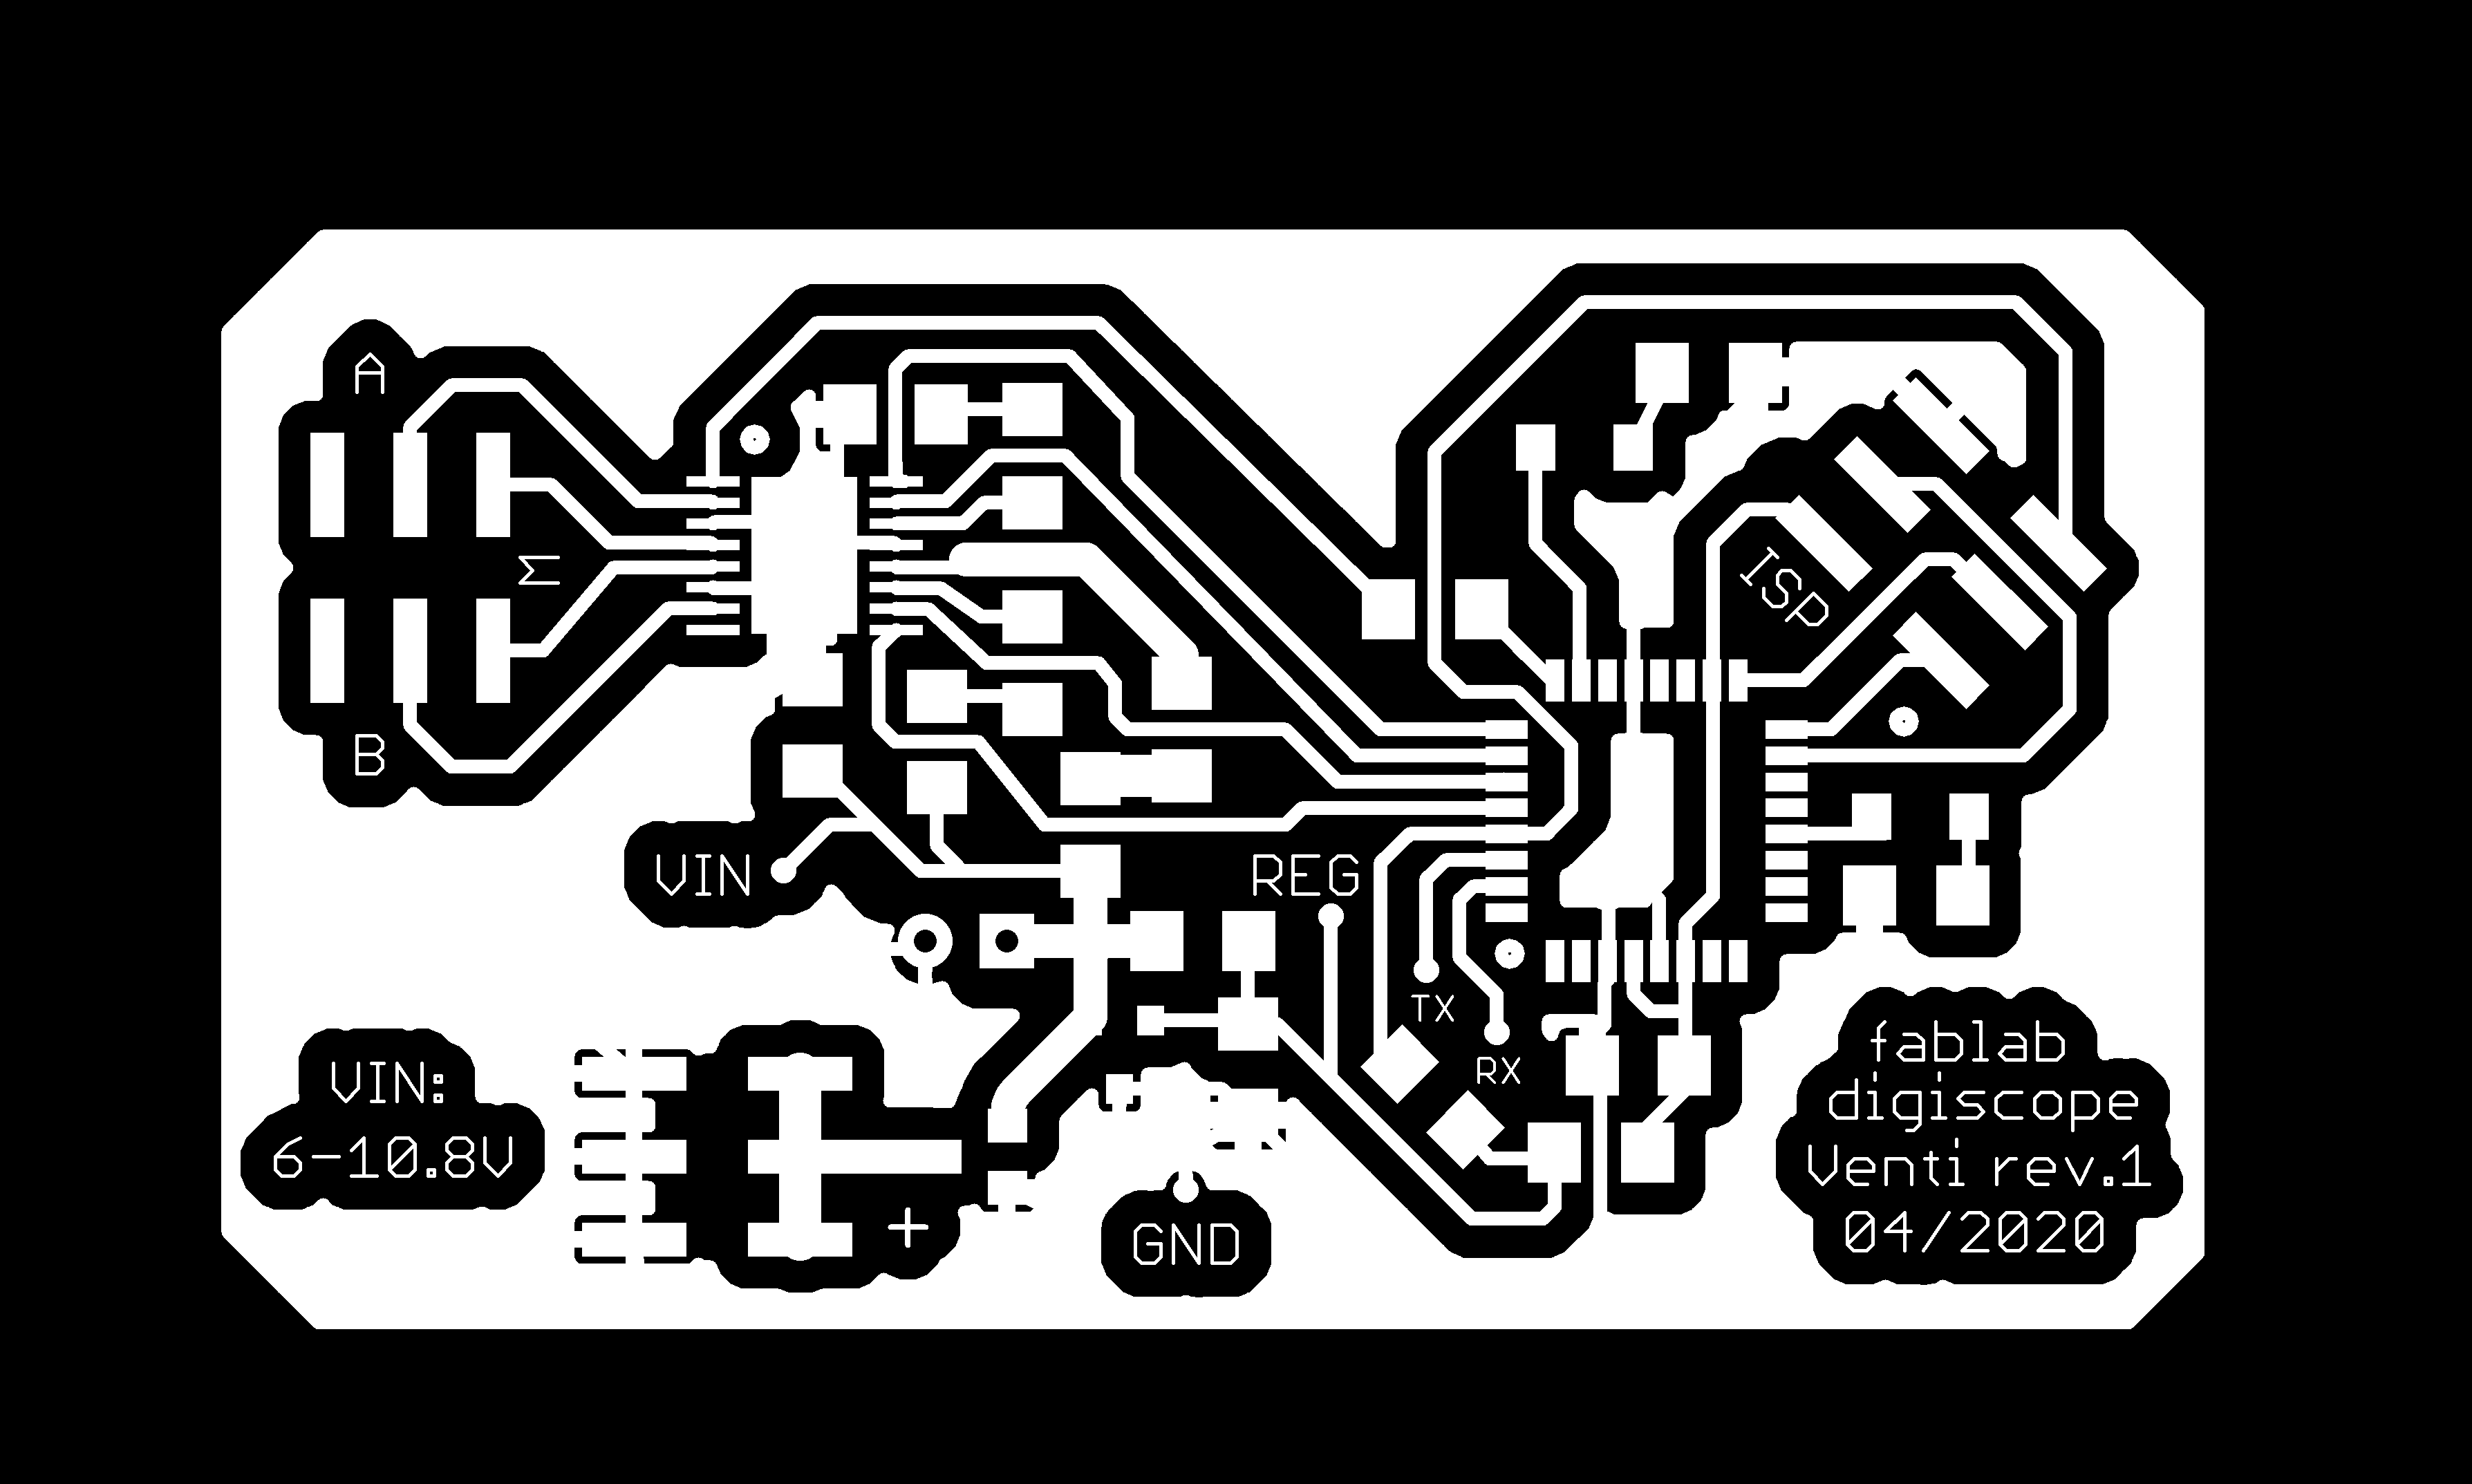 A
M
B
ISP
VIN
REG
TX
RX
VIN:
6-10.8V
+
GND
fablab
digiscope
Venti rev.1
04/2020